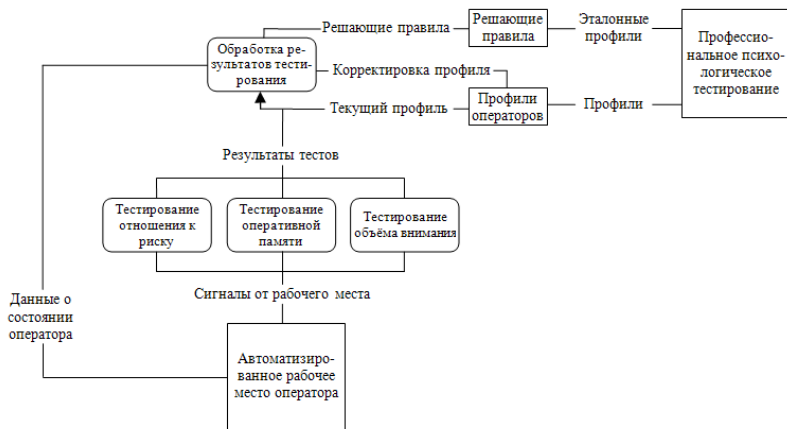 Решающие правила
Решающие
правила
Эталонные
профили
Обработка ре-
зультатов тести-
рования
Профессио-
нальное психо-
логическое
тестирование
Корректировка профиля
Текущий профиль
Профили
операторов
Профили
Результаты тестов
Тестирование
отношения к
риску
Тестирование
оперативной
памяти
Тестирование
объёма внимания
Сигналы от рабочего места
Данные о
состоянии
оператора
Автоматизиро-
ванное рабочее
место оператора